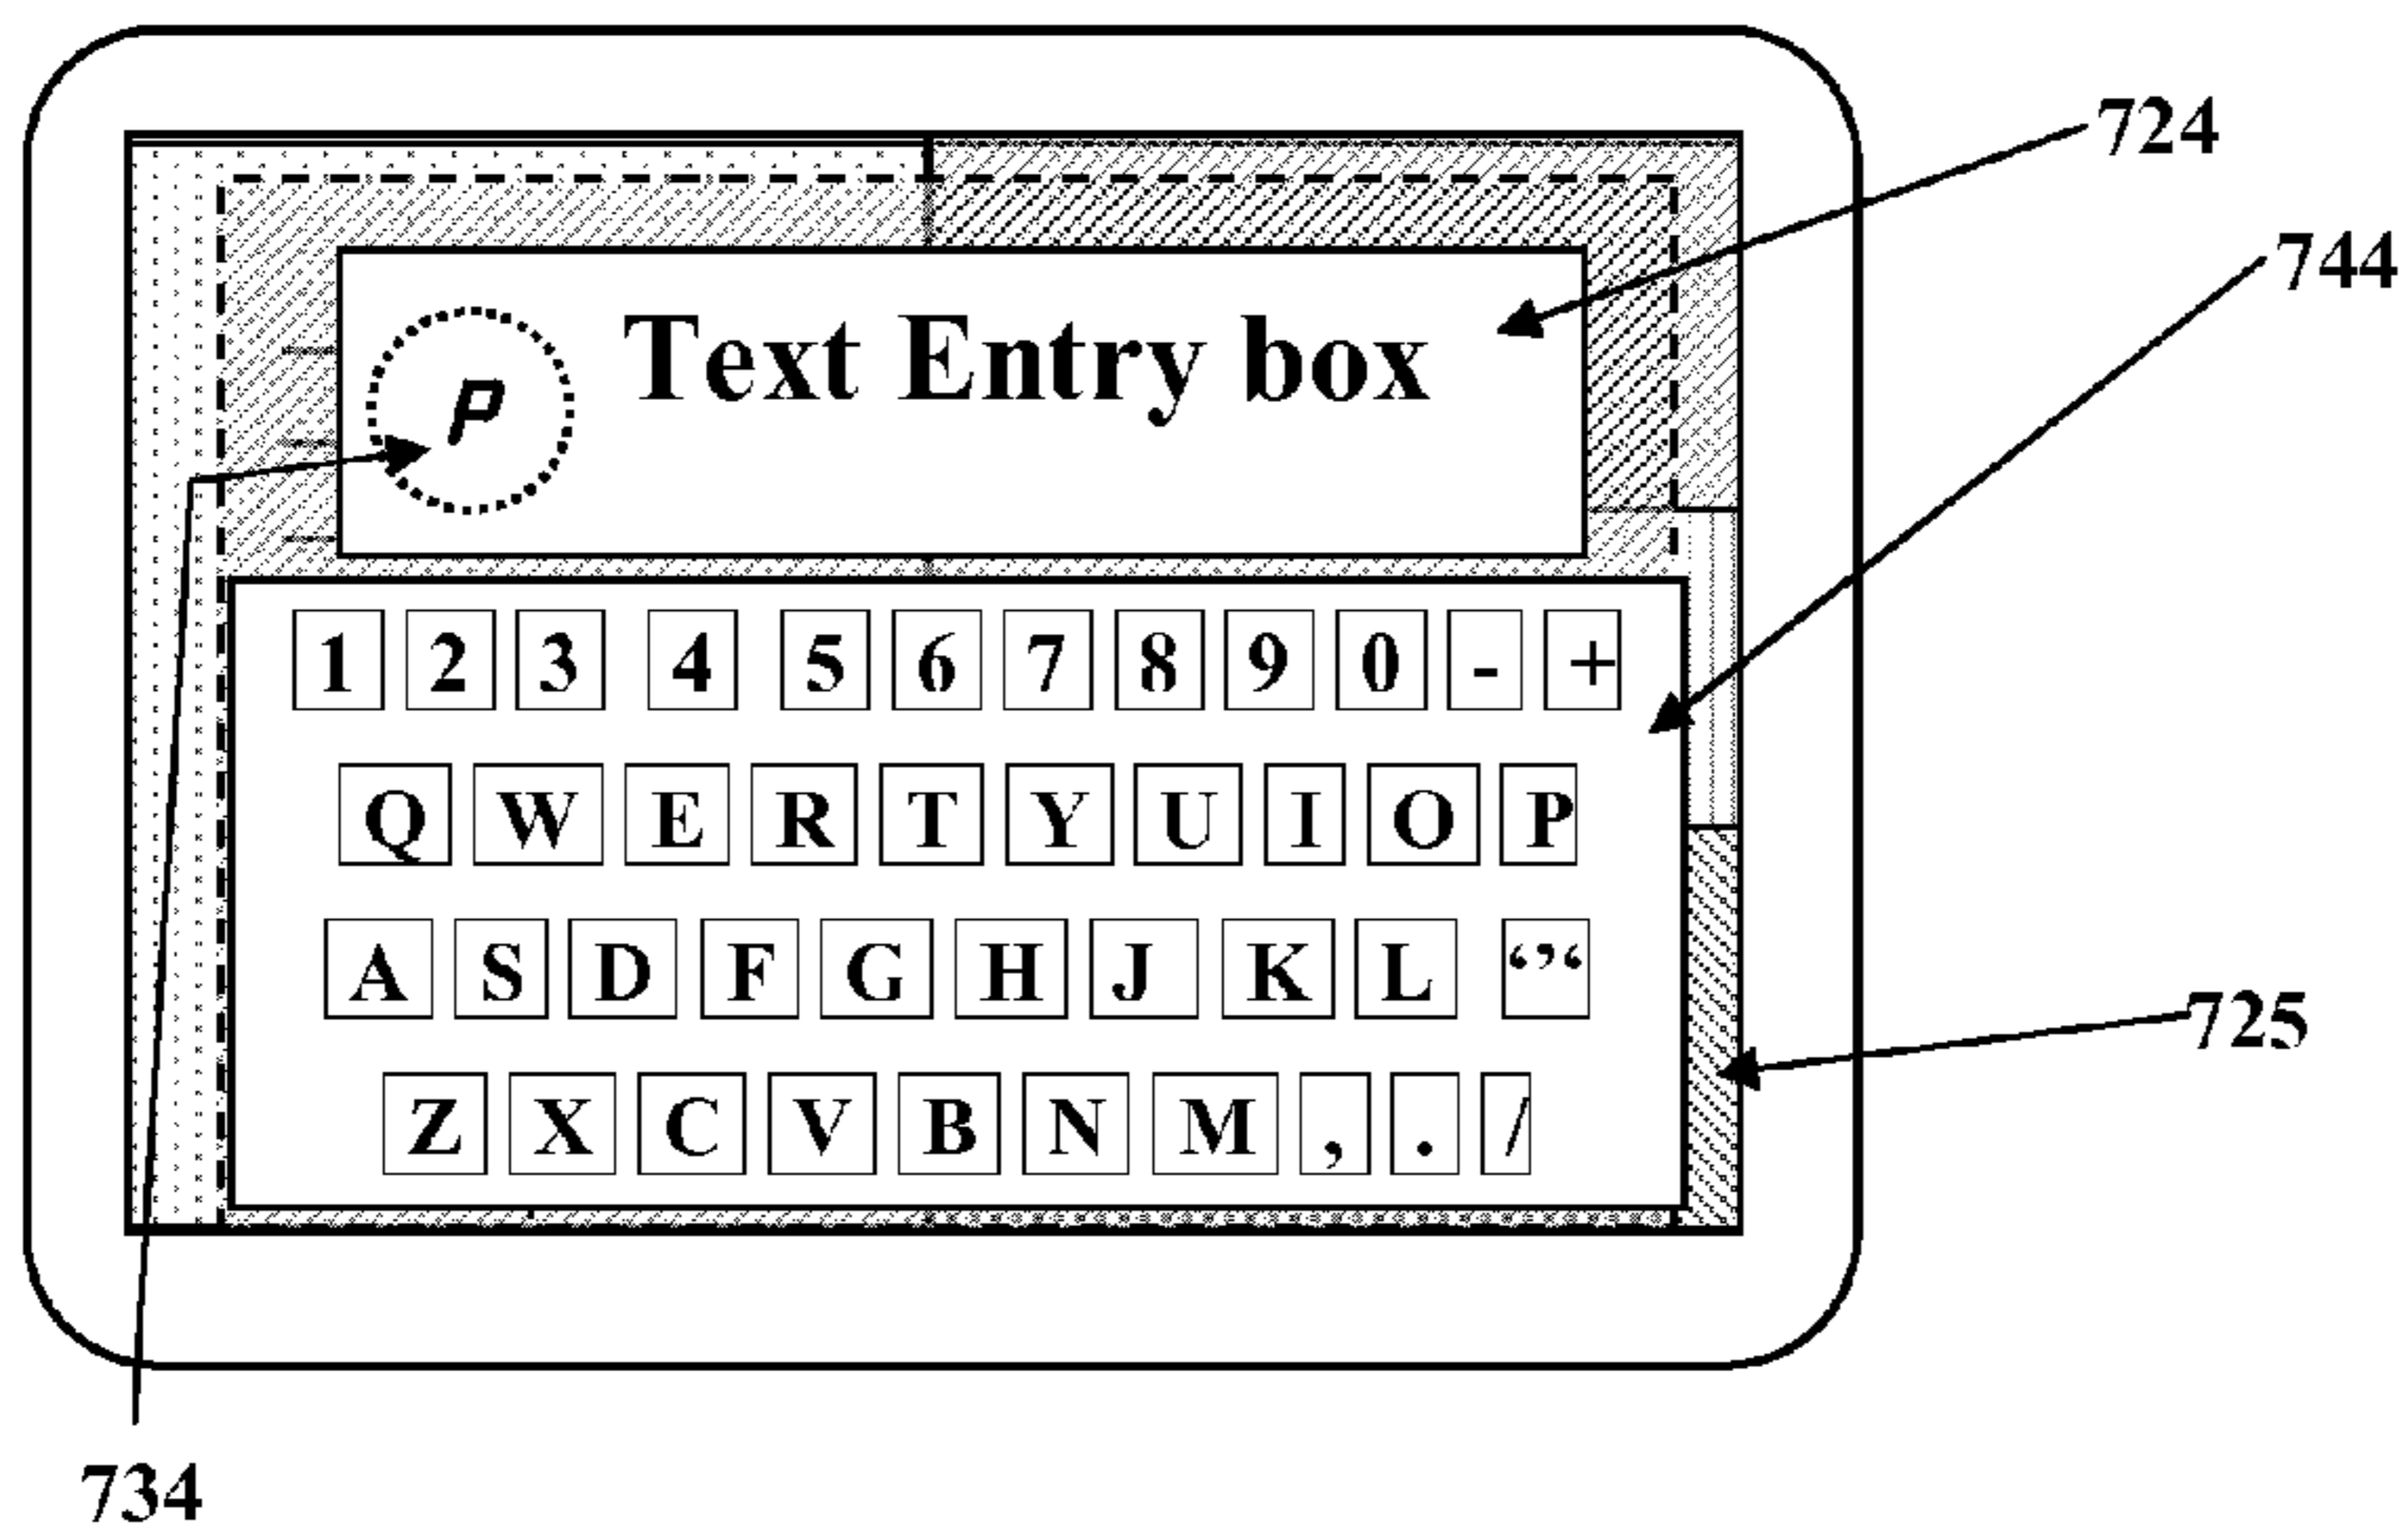 724
744
Text Entry box
P
1 2 3 4 5 6 7 8 9 0 - +
Q W E R T Y U I O P
A S D F G H J K L ‘’‘
725
Z X C V B N M , . /
734